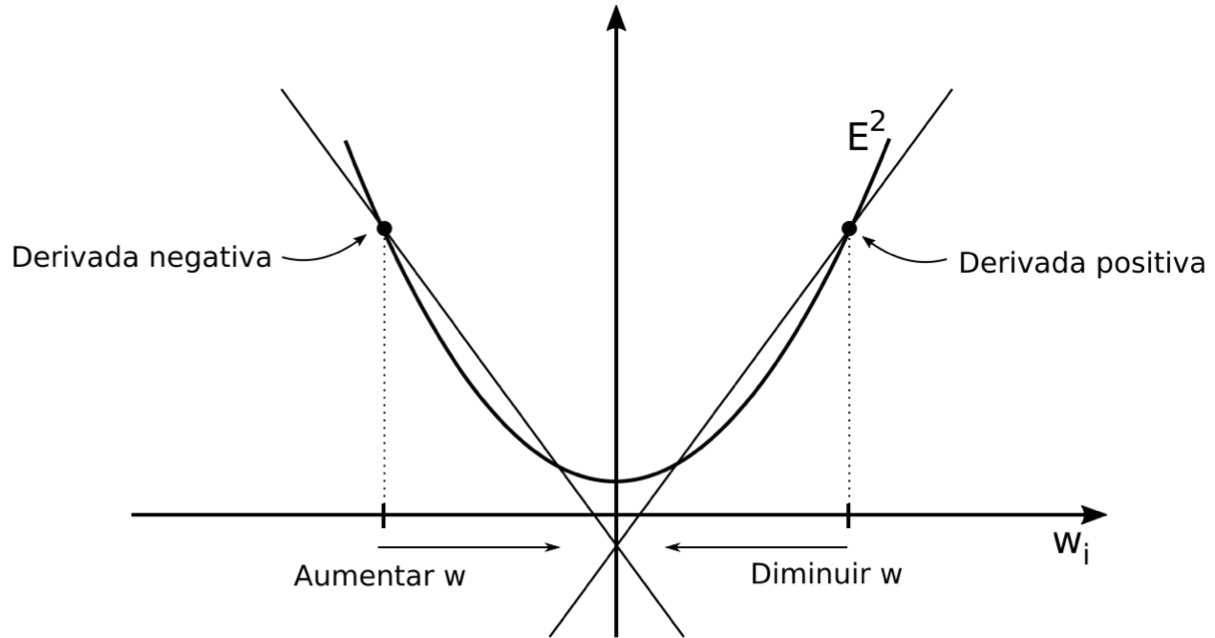 E²
Derivada negativa
Derivada positiva
wᵢ
Aumentar w
Diminuir w